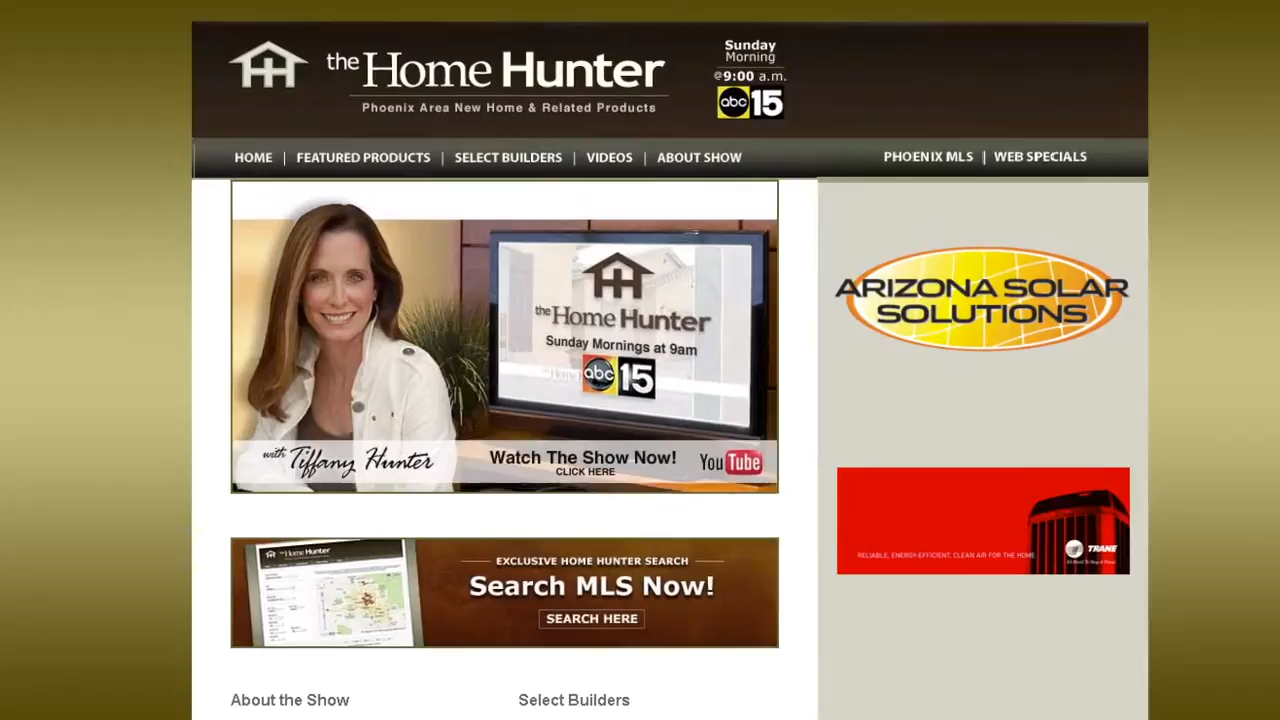 the Home Hunter
Phoenix Area New Home & Related Products
Sunday
Morning
@9:00 a.m.
abc 15
HOME | FEATURED PRODUCTS | SELECT BUILDERS | VIDEOS | ABOUT SHOW
PHOENIX MLS | WEB SPECIALS
the Home Hunter
Sunday Mornings at 9am
abc 15
with Tiffany Hunter
Watch The Show Now!
CLICK HERE
YouTube
ARIZONA SOLAR
SOLUTIONS
RELIABLE, ENERGY-EFFICIENT, CLEAN AIR FOR THE HOME.
TRANE
the Home Hunter
EXCLUSIVE HOME HUNTER SEARCH
Search MLS Now!
SEARCH HERE
About the Show
Select Builders